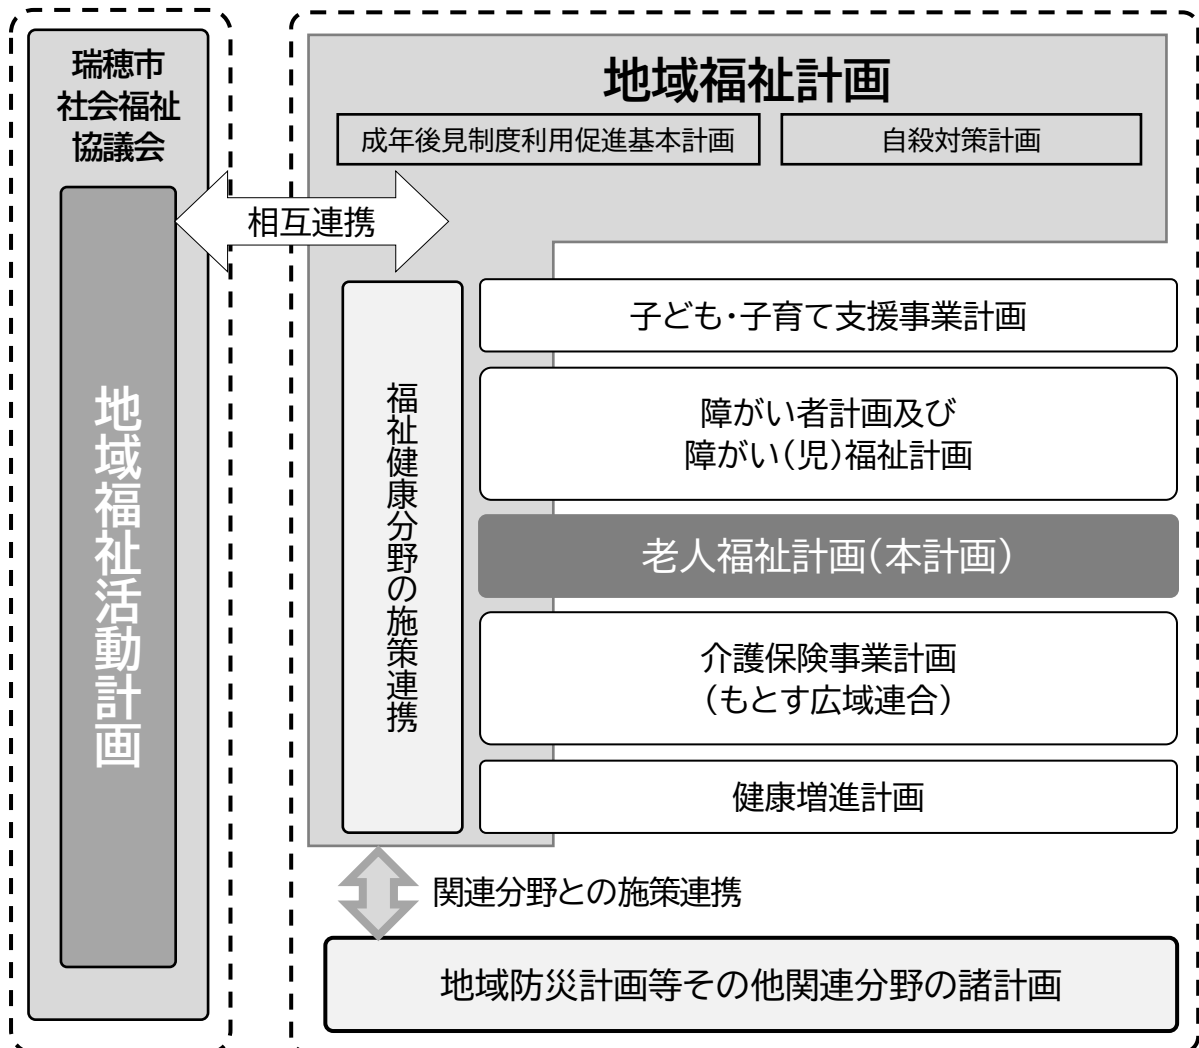 瑞穂市
社会福祉
協議会
地域福祉活動計画
相互連携
地域福祉計画
成年後見制度利用促進基本計画
自殺対策計画
福祉健康分野の施策連携
子ども・子育て支援事業計画
障がい者計画及び
障がい(児)福祉計画
老人福祉計画(本計画)
介護保険事業計画
(もとす広域連合)
健康増進計画
関連分野との施策連携
地域防災計画等その他関連分野の諸計画